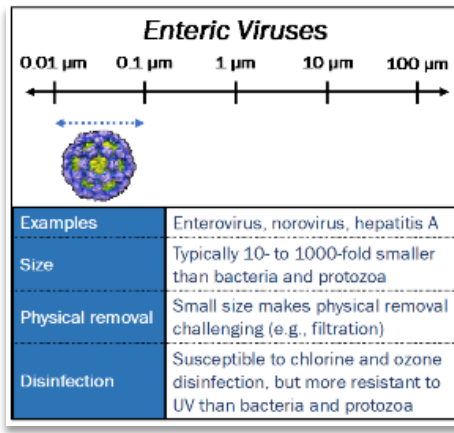 Enteric Viruses
0.01 µm 0.1 µm 1 µm 10 µm 100 µm
Examples
Enterovirus, norovirus, hepatitis A
Size
Typically 10- to 1000-fold smaller
than bacteria and protozoa
Physical removal
Small size makes physical removal
challenging (e.g., filtration)
Disinfection
Susceptible to chlorine and ozone
disinfection, but more resistant to
UV than bacteria and protozoa